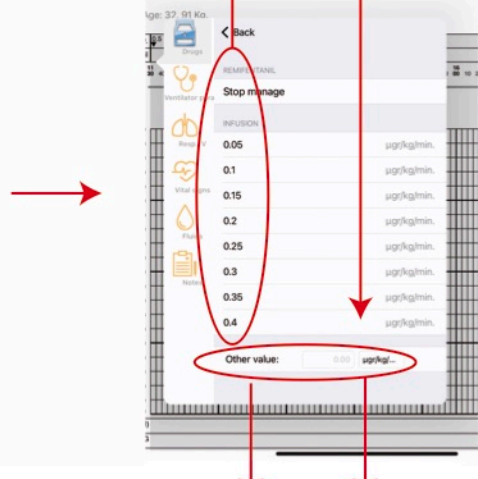 Age: 32, 91 Kg.
Back
Drugs
REMIFENTANIL
Stop manage
Ventilator para
INFUSION
0.05 µgr/kg/min.
Resp. V
0.1 µgr/kg/min.
0.15 µgr/kg/min.
Vital signs
0.2 µgr/kg/min.
Fluids
0.25 µgr/kg/min.
0.3 µgr/kg/min.
Notes
0.35 µgr/kg/min.
0.4 µgr/kg/min.
Other value: 0.00 µgr/kg/...